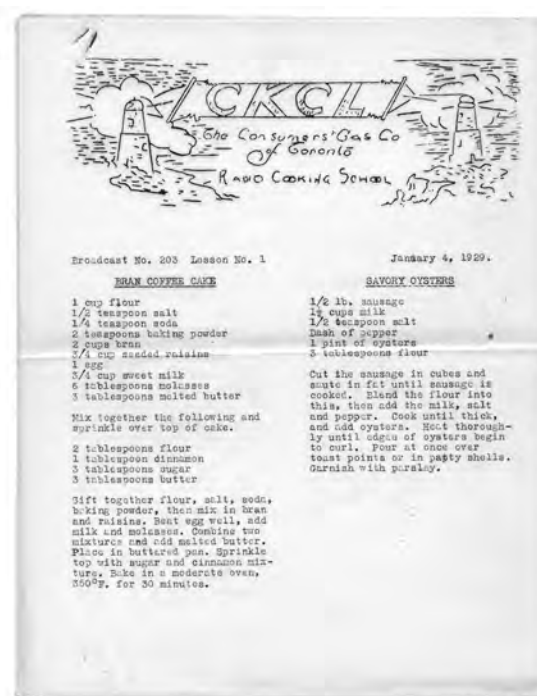 CKCL
The Consumers' Gas Co
of Toronto
RADIO COOKING SCHOOL
Broadcast No. 203 Lesson No. 1
January 4, 1929.
BRAN COFFEE CAKE
1 cup flour
1/2 teaspoon salt
1/4 teaspoon soda
2 teaspoons baking powder
2 cups bran
3/4 cup seeded raisins
1 egg
3/4 cup sweet milk
6 tablespoons molasses
3 tablespoons melted butter
Mix together the following and
sprinkle over top of cake.
2 tablespoons flour
1 tablespoon cinnamon
3 tablespoons sugar
3 tablespoons butter
Sift together flour, salt, soda,
baking powder, then mix in bran
and raisins. Beat egg well, add
milk and molasses. Combine two
mixtures and add melted butter.
Place in buttered pan. Sprinkle
top with sugar and cinnamon mix-
ture. Bake in a moderate oven,
350°F. for 30 minutes.
SAVORY OYSTERS
1/2 lb. sausage
1½ cups milk
1/2 teaspoon salt
Dash of pepper
1 pint of oysters
3 tablespoons flour
Cut the sausage in cubes and
saute in fat until sausage is
cooked. Blend the flour into
this, then add the milk, salt
and pepper. Cook until thick,
and add oysters. Heat thorough-
ly until edges of oysters begin
to curl. Pour at once over
toast points or in patty shells.
Garnish with parsley.